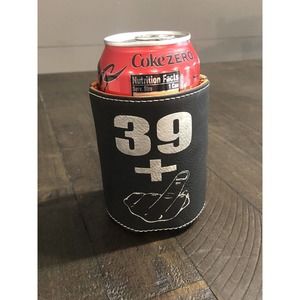 Coke ZERO
Nutrition Facts
39
+